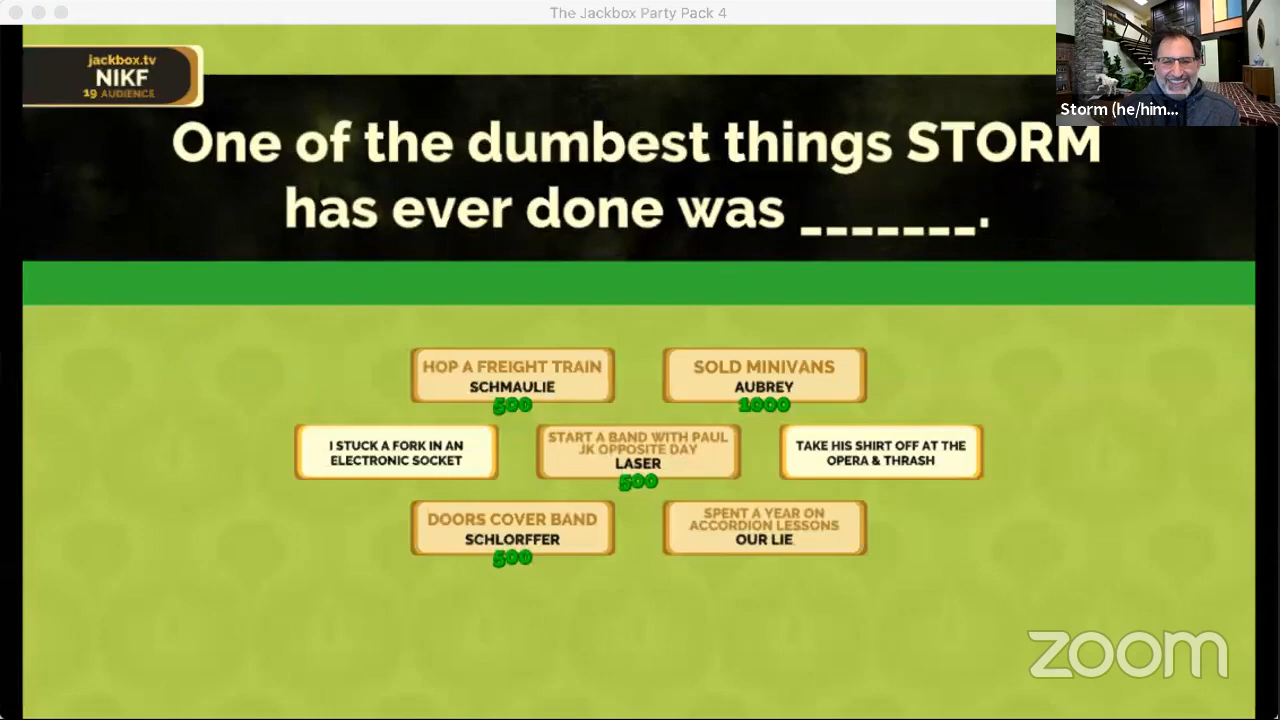 The Jackbox Party Pack 4
jackbox.tv
NIKF
19 AUDIENCE
Storm (he/him...
One of the dumbest things STORM
has ever done was _______.
HOP A FREIGHT TRAIN
SCHMAULIE
500
SOLD MINIVANS
AUBREY
1000
I STUCK A FORK IN AN
ELECTRONIC SOCKET
START A BAND WITH PAUL
JK OPPOSITE DAY
LASER
500
TAKE HIS SHIRT OFF AT THE
OPERA & THRASH
DOORS COVER BAND
SCHLORFFER
500
SPENT A YEAR ON
ACCORDION LESSONS
OUR LIE
zoom